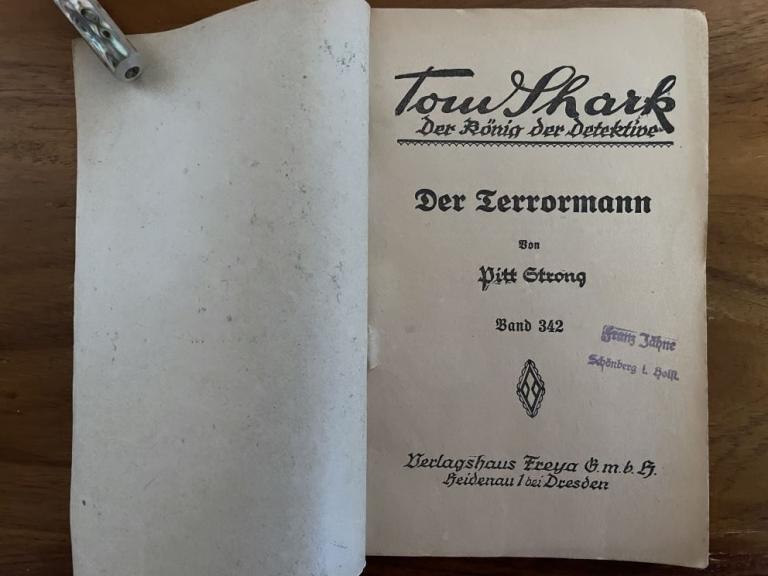 Tom Shark
Der König der Detektive
Der Terrormann
Von
Pitt Strong
Band 342
Franz Jähne
Schönberg i. Holst.
Verlagshaus Freya G. m. b. H.
Heidenau 1 bei Dresden